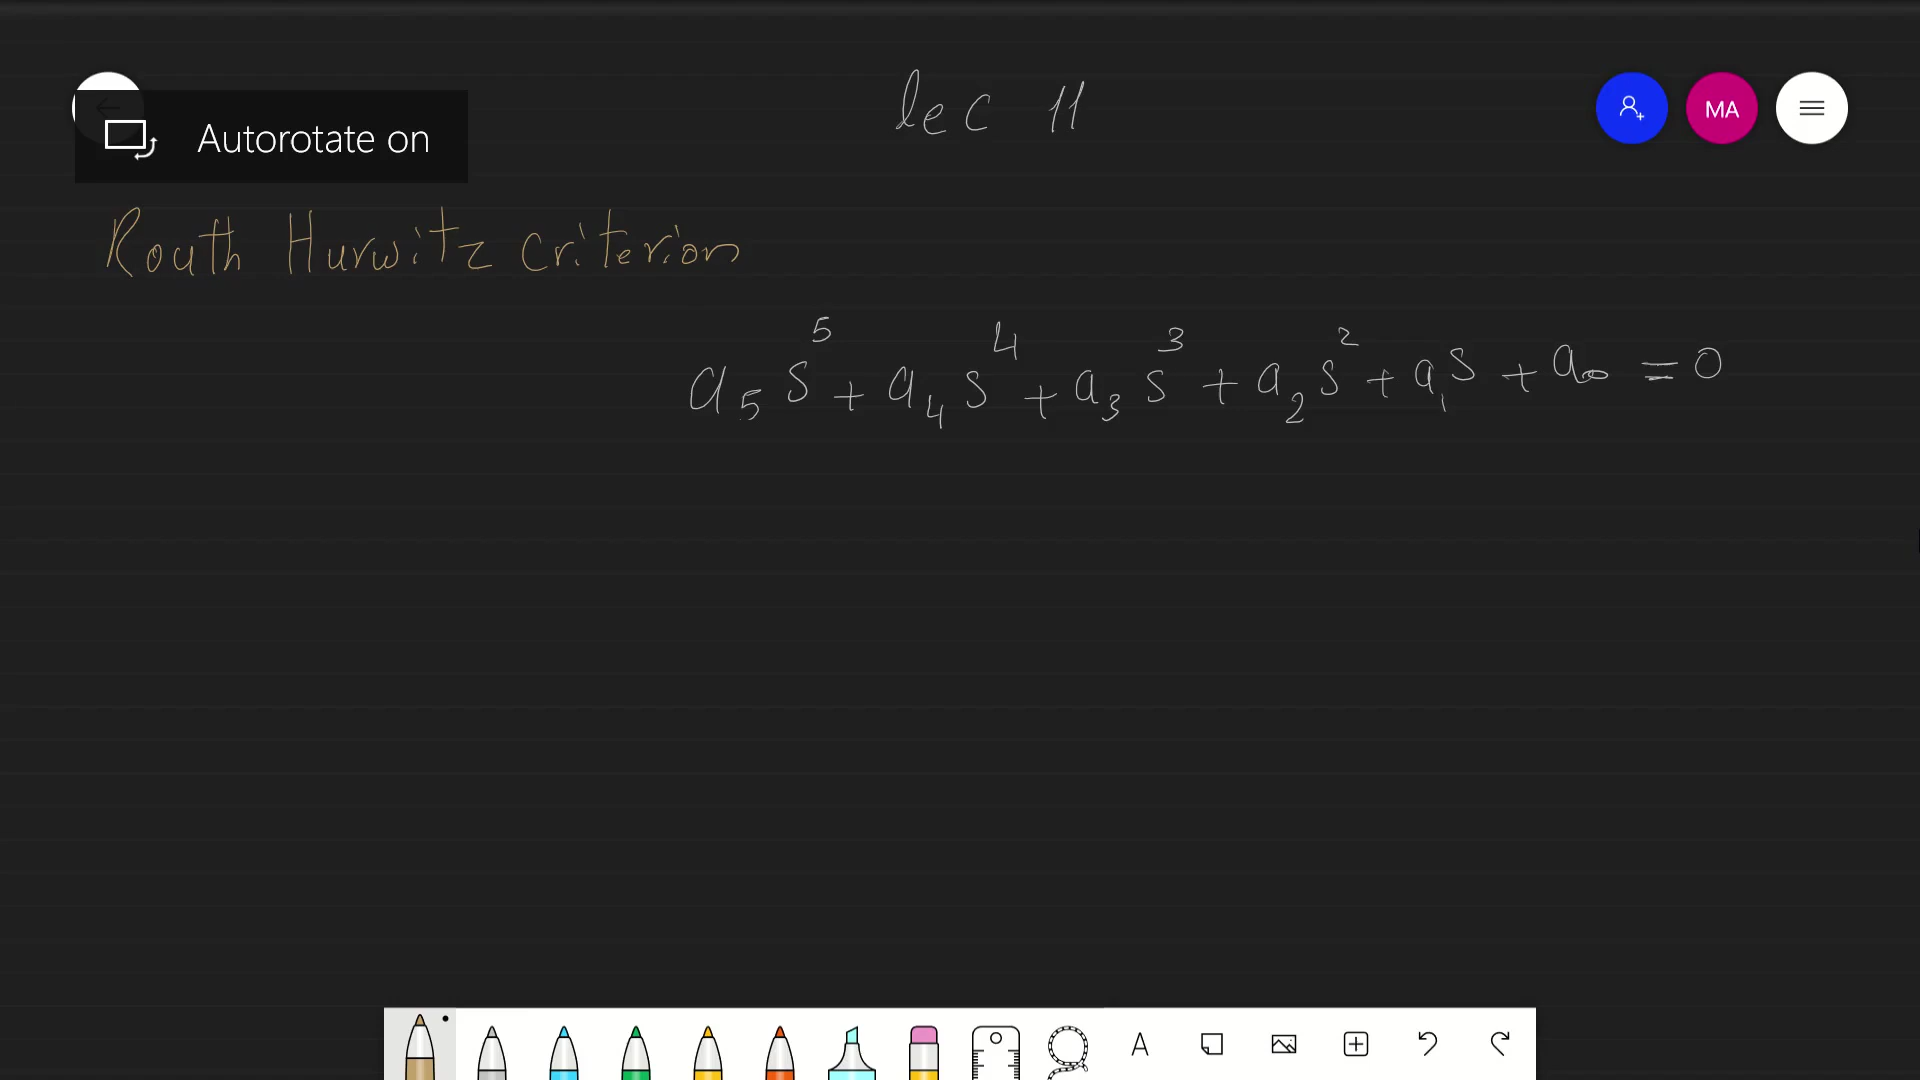 lec 11
MA
Autorotate on
Routh Hurwitz criterion
a₅s⁵ + a₄s⁴ + a₃s³ + a₂s² + a₁s + a₀ = 0
A